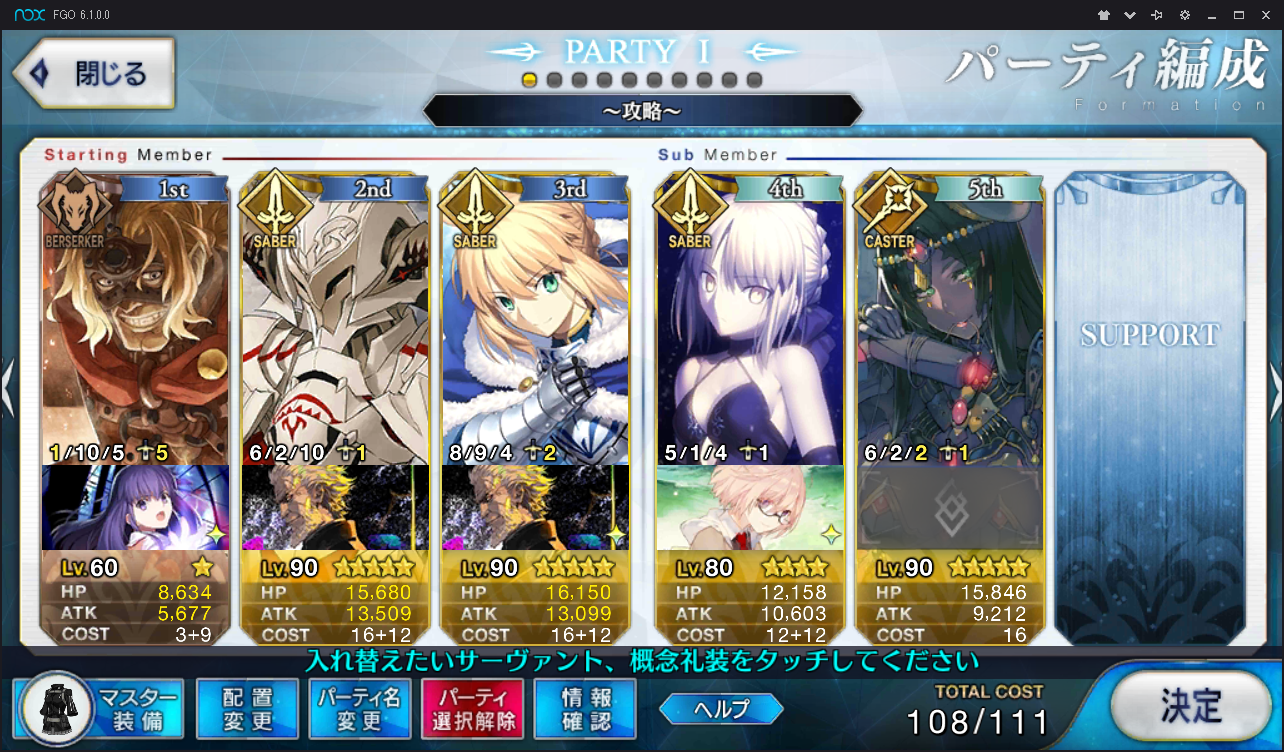 nox FGO 6.1.0.0
閉じる
PARTY I
パーティ編成
Formation
～攻略～
Starting Member
Sub Member
1st
2nd
3rd
4th
5th
BERSERKER
SABER
SABER
SABER
CASTER
SUPPORT
1/10/5 5
6/2/10 1
8/9/4 2
5/1/4 1
6/2/2 1
Lv.60
HP 8,634
ATK 5,677
COST 3+9
Lv.90
HP 15,680
ATK 13,509
COST 16+12
Lv.90
HP 16,150
ATK 13,099
COST 16+12
Lv.80
HP 12,158
ATK 10,603
COST 12+12
Lv.90
HP 15,846
ATK 9,212
COST 16
入れ替えたいサーヴァント、概念礼装をタッチしてください
マスター
装備
配置
変更
パーティ名
変更
パーティ
選択解除
情報
確認
ヘルプ
TOTAL COST
108/111
決定